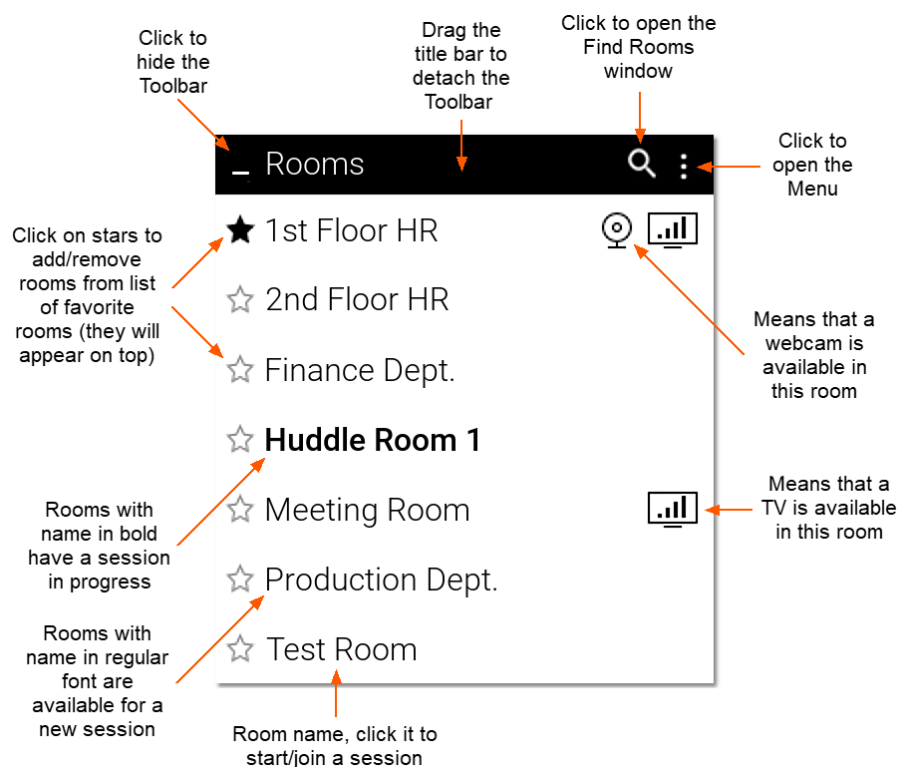 Click to
hide the
Toolbar
Drag the
title bar to
detach the
Toolbar
Click to open the
Find Rooms
window
Click to
open the
Menu
Rooms
Click on stars to
add/remove
rooms from list
of favorite
rooms (they will
appear on top)
1st Floor HR
2nd Floor HR
Finance Dept.
Huddle Room 1
Meeting Room
Production Dept.
Test Room
Means that a
webcam is
available in
this room
Means that a
TV is available
in this room
Rooms with
name in bold
have a session
in progress
Rooms with
name in regular
font are
available for a
new session
Room name, click it to
start/join a session